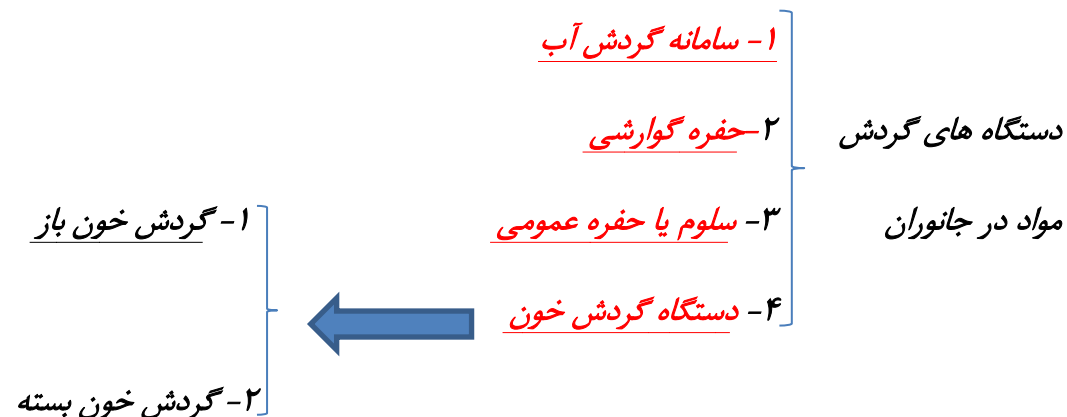 دستگاه های گردش
مواد در جانوران
۱- سامانه گردش آب
۲-حفره گوارشی
۳- سلوم یا حفره عمومی
۴- دستگاه گردش خون
۱- گردش خون باز
۲- گردش خون بسته